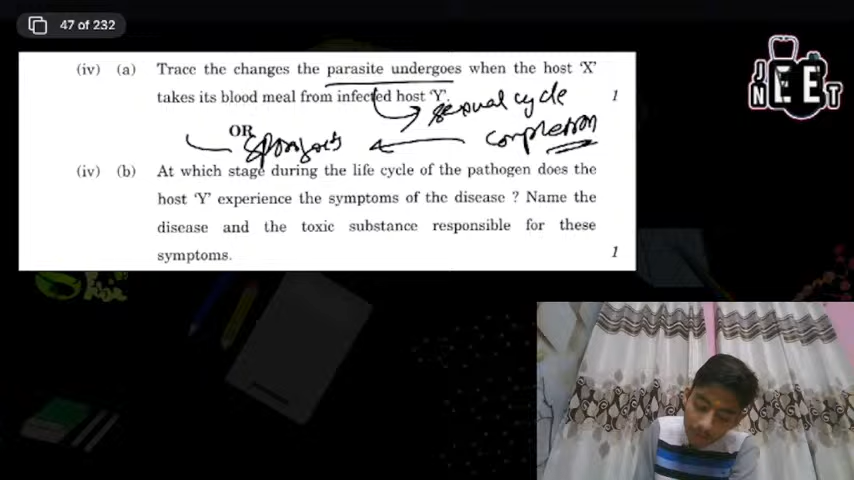 47 of 232
JNEET
(iv) (a) Trace the changes the parasite undergoes when the host 'X'
takes its blood meal from infected host 'Y'. 1
sexual cycle
completion
OR
(iv) (b) At which stage during the life cycle of the pathogen does the
host 'Y' experience the symptoms of the disease ? Name the
disease and the toxic substance responsible for these
symptoms. 1